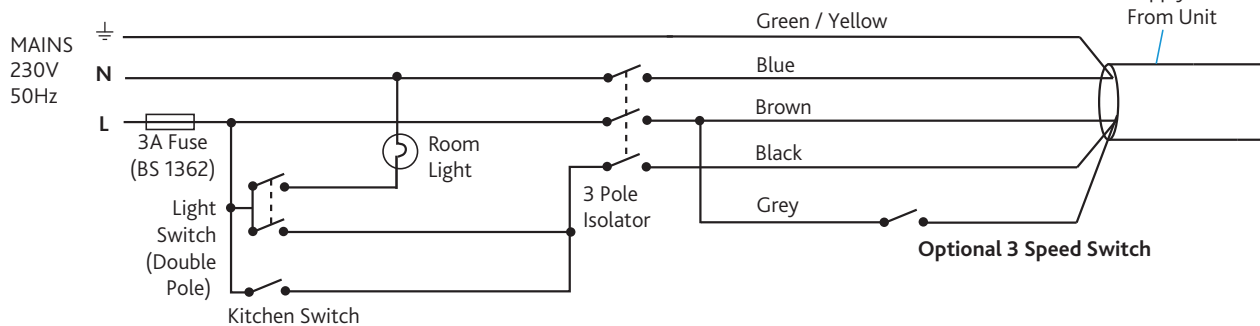 From Unit
Green / Yellow
MAINS
230V
50Hz
N
Blue
L
Brown
3A Fuse
(BS 1362)
Room
Light
Black
3 Pole
Isolator
Light
Switch
(Double
Pole)
Grey
Optional 3 Speed Switch
Kitchen Switch